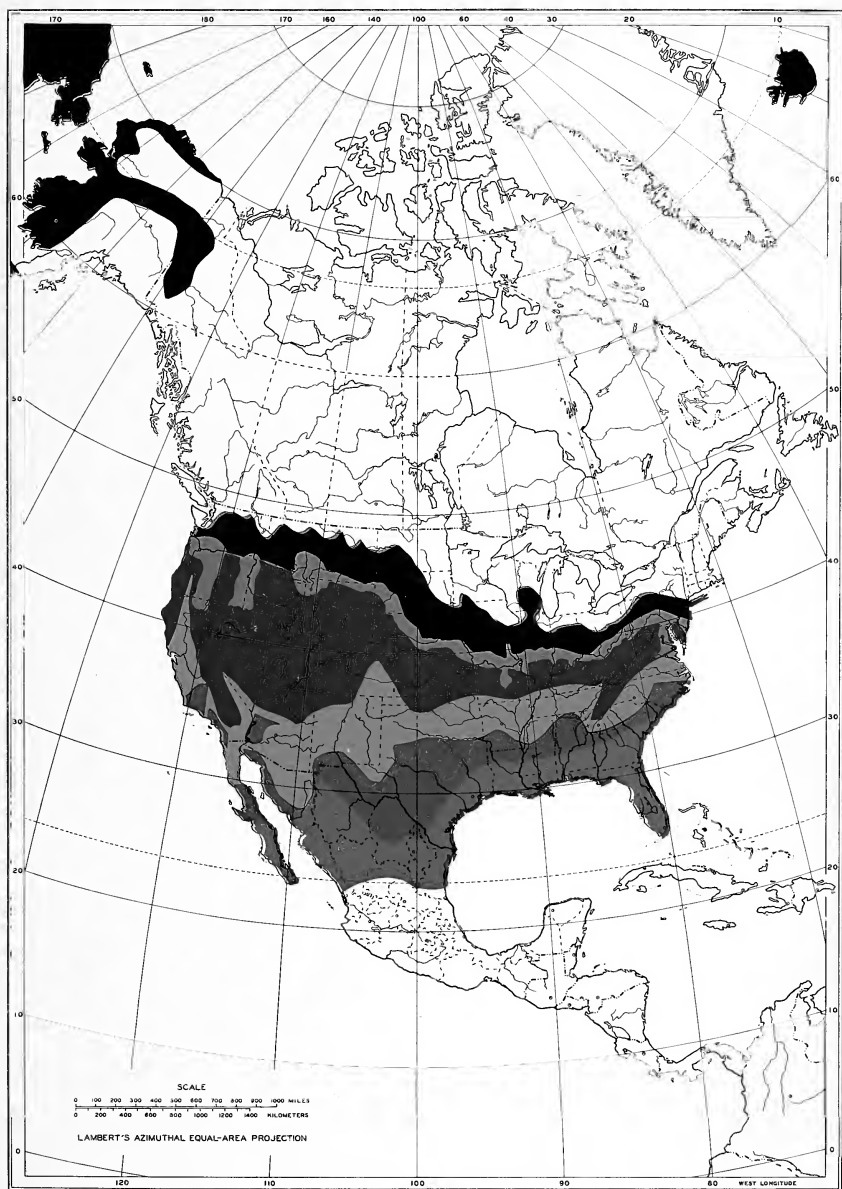 170 180 170 160 140 100 60 40 30 20 10
60 60
50 50
40 40
30 30
20 20
10 10
SCALE
0 100 200 300 400 500 600 700 800 900 1000 MILES
0 200 400 600 800 1000 1200 1400 KILOMETERS
LAMBERT'S AZIMUTHAL EQUAL-AREA PROJECTION
0 0
120 110 100 90 80 WEST LONGITUDE